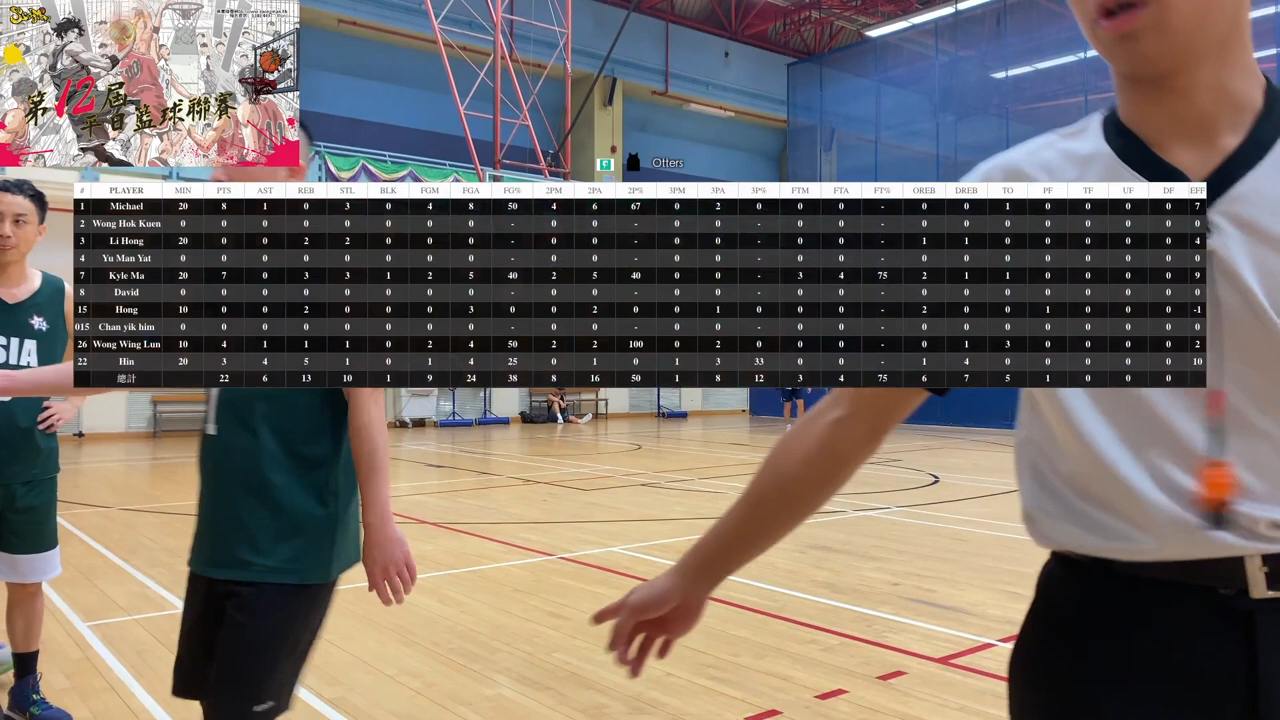 SLAM
第12屆
平日籃球聯賽
Otters
# PLAYER MIN PTS AST REB STL BLK FGM FGA FG% 2PM 2PA 2P% 3PM 3PA 3P% FTM FTA FT% OREB DREB TO PF TF UF DF EFF
1 Michael 20 8 1 0 3 0 4 8 50 4 6 67 0 2 0 0 0 - 0 0 1 0 0 0 0 7
2 Wong Hok Kuen 0 0 0 0 0 0 0 0 - 0 0 - 0 0 - 0 0 - 0 0 0 0 0 0 0 0
3 Li Hong 20 0 0 2 2 0 0 0 - 0 0 - 0 0 - 0 0 - 1 1 0 0 0 0 0 4
4 Yu Man Yat 0 0 0 0 0 0 0 0 - 0 0 - 0 0 - 0 0 - 0 0 0 0 0 0 0 0
7 Kyle Ma 20 7 0 3 3 1 2 5 40 2 5 40 0 0 - 3 4 75 2 1 1 0 0 0 0 9
8 David 0 0 0 0 0 0 0 0 - 0 0 - 0 0 - 0 0 - 0 0 0 0 0 0 0 0
15 Hong 10 0 0 2 0 0 0 3 0 0 2 0 0 1 0 0 0 - 2 0 0 1 0 0 0 -1
015 Chan yik him 0 0 0 0 0 0 0 0 - 0 0 - 0 0 - 0 0 - 0 0 0 0 0 0 0 0
26 Wong Wing Lun 10 4 1 1 1 0 2 4 50 2 2 100 0 2 0 0 0 - 0 1 3 0 0 0 0 2
22 Hin 20 3 4 5 1 0 1 4 25 0 1 0 1 3 33 0 0 - 1 4 0 0 0 0 0 10
總計 22 6 13 10 1 9 24 38 8 16 50 1 8 12 3 4 75 6 7 5 1 0 0 0
SIA